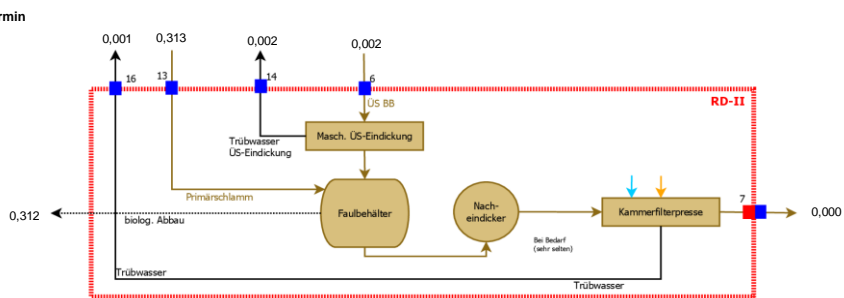 rmin
0,001
0,313
0,002
0,002
16
13
14
6
RD-II
ÜS BB
Masch. ÜS-Eindickung
Trübwasser
ÜS-Eindickung
Primärschlamm
Faulbehälter
Nach-
eindicker
Kammerfilterpresse
7
0,312
0,000
biolog. Abbau
Bei Bedarf
(sehr selten)
Trübwasser
Trübwasser